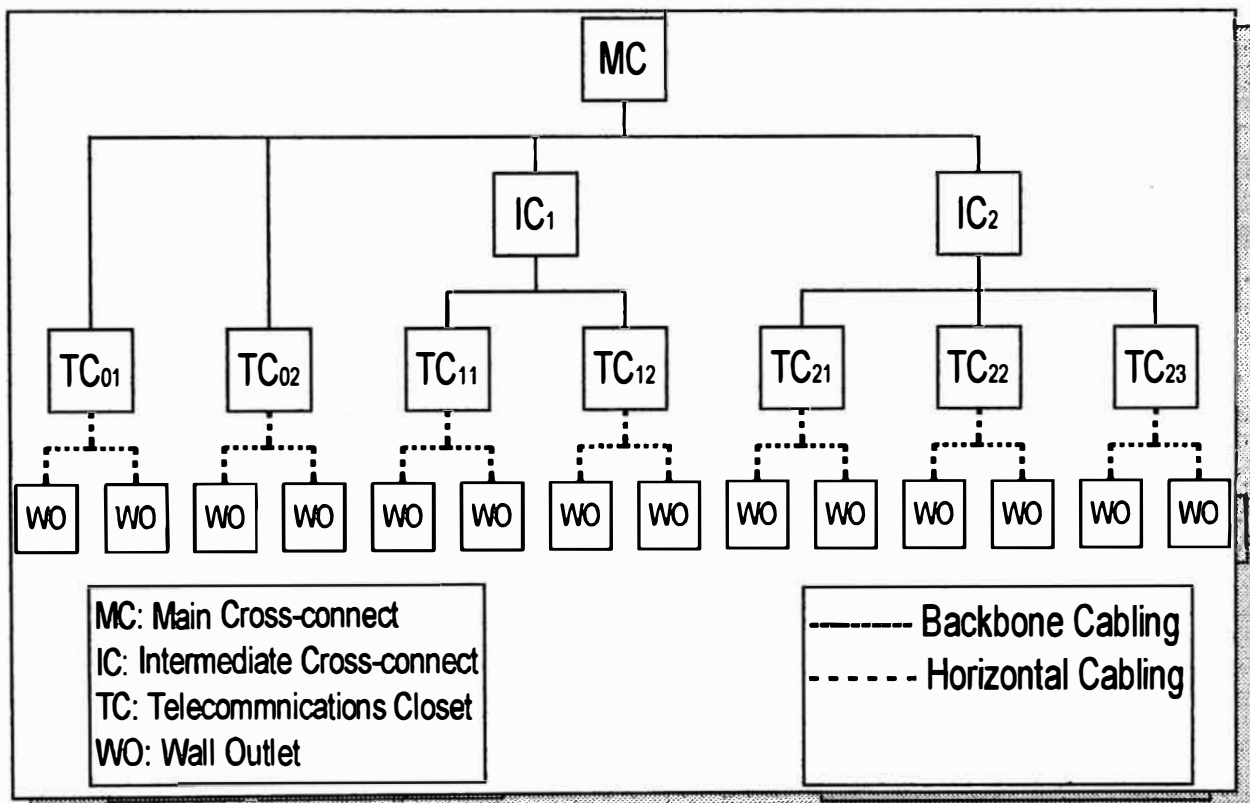 MC
IC1
IC2
TC01
TC02
TC11
TC12
TC21
TC22
TC23
WO
WO
WO
WO
WO
WO
WO
WO
WO
WO
WO
WO
WO
WO
MC: Main Cross-connect
IC: Intermediate Cross-connect
TC: Telecommnications Closet
WO: Wall Outlet
Backbone Cabling
Horizontal Cabling